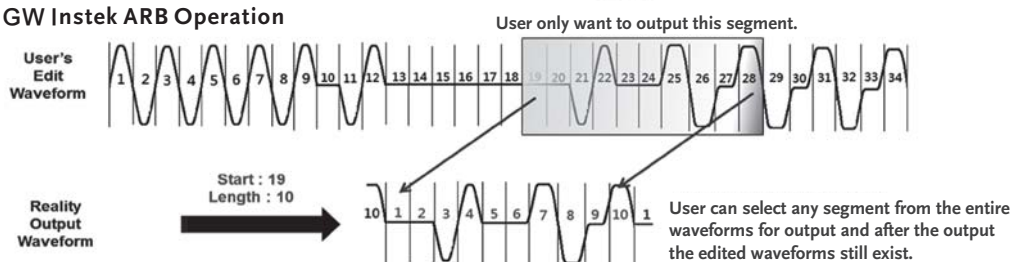 GW Instek ARB Operation
User only want to output this segment.
User's
Edit
Waveform
1 2 3 4 5 6 7 8 9 10 11 12 13 14 15 16 17 18 19 20 21 22 23 24 25 26 27 28 29 30 31 32 33 34
Start : 19
Length : 10
Reality
Output
Waveform
10 1 2 3 4 5 6 7 8 9 10 1
User can select any segment from the entire
waveforms for output and after the output
the edited waveforms still exist.